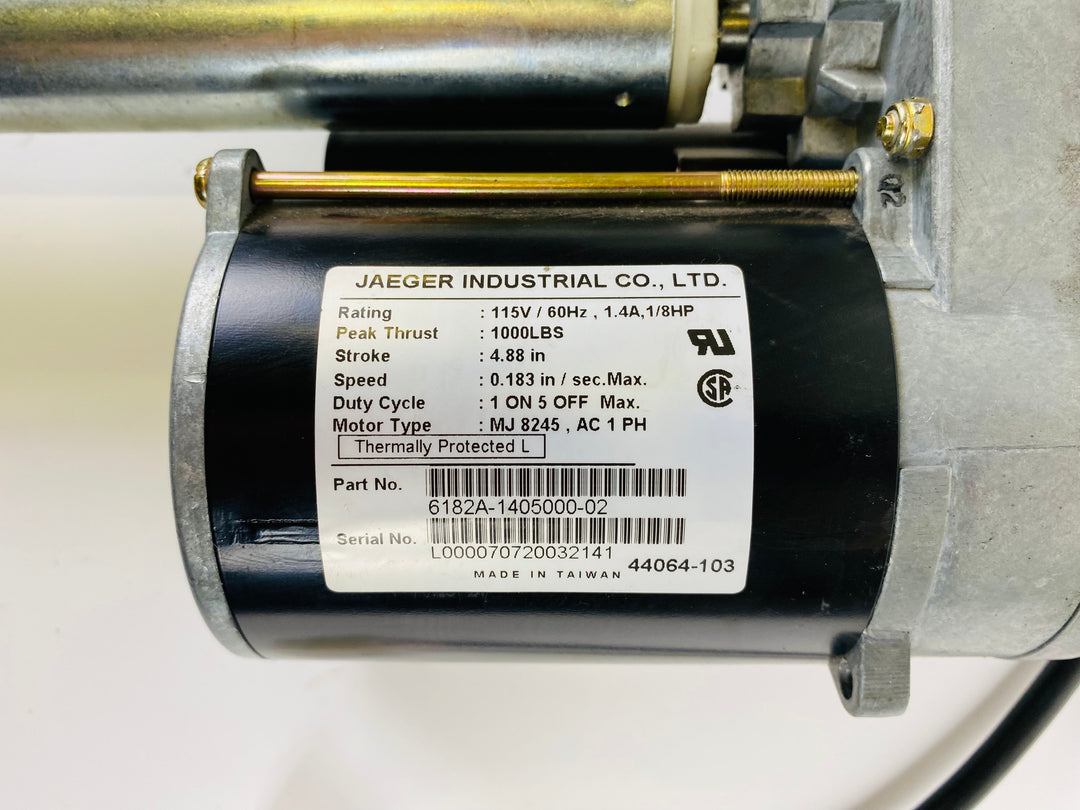 JAEGER INDUSTRIAL CO., LTD.
Rating : 115V / 60Hz , 1.4A,1/8HP
Peak Thrust : 1000LBS
Stroke : 4.88 in
Speed : 0.183 in / sec.Max.
Duty Cycle : 1 ON 5 OFF Max.
Motor Type : MJ 8245 , AC 1 PH
Thermally Protected L
Part No.
6182A-1405000-02
Serial No.
L000070720032141
44064-103
MADE IN TAIWAN
RU
SA